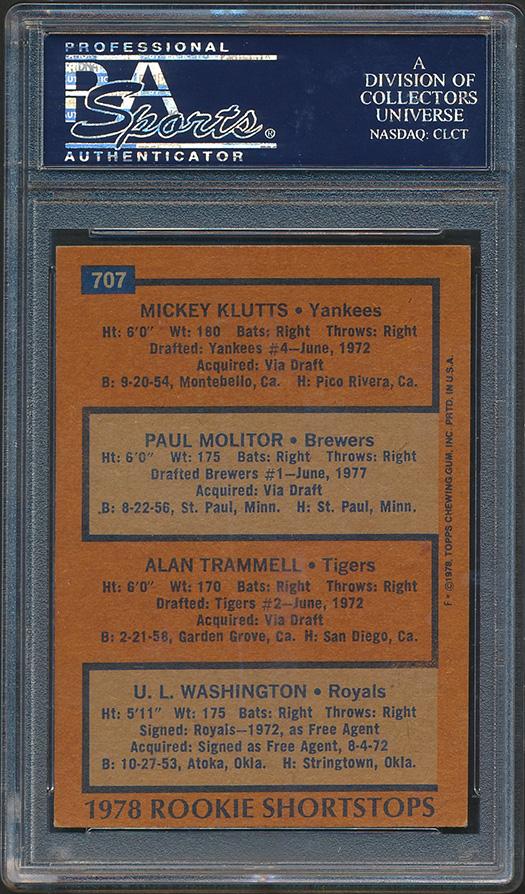 PROFESSIONAL
PSA
Sports®
AUTHENTICATOR
A
DIVISION OF
COLLECTORS
UNIVERSE
NASDAQ: CLCT
707
MICKEY KLUTTS • Yankees
Ht: 6'0" Wt: 180 Bats: Right Throws: Right
Drafted: Yankees #4—June, 1972
Acquired: Via Draft
B: 9-20-54, Montebello, Ca. H: Pico Rivera, Ca.
PAUL MOLITOR • Brewers
Ht: 6'0" Wt: 175 Bats: Right Throws: Right
Drafted Brewers #1—June, 1977
Acquired: Via Draft
B: 8-22-56, St. Paul, Minn. H: St. Paul, Minn.
ALAN TRAMMELL • Tigers
Ht: 6'0" Wt: 170 Bats: Right Throws: Right
Drafted: Tigers #2—June, 1972
Acquired: Via Draft
B: 2-21-58, Garden Grove, Ca. H: San Diego, Ca.
U. L. WASHINGTON • Royals
Ht: 5'11" Wt: 175 Bats: Right Throws: Right
Signed: Royals—1972, as Free Agent
Acquired: Signed as Free Agent, 8-4-72
B: 10-27-53, Atoka, Okla. H: Stringtown, Okla.
1978 ROOKIE SHORTSTOPS
F • ©1978, TOPPS CHEWING GUM, INC. PRTD. IN U.S.A.